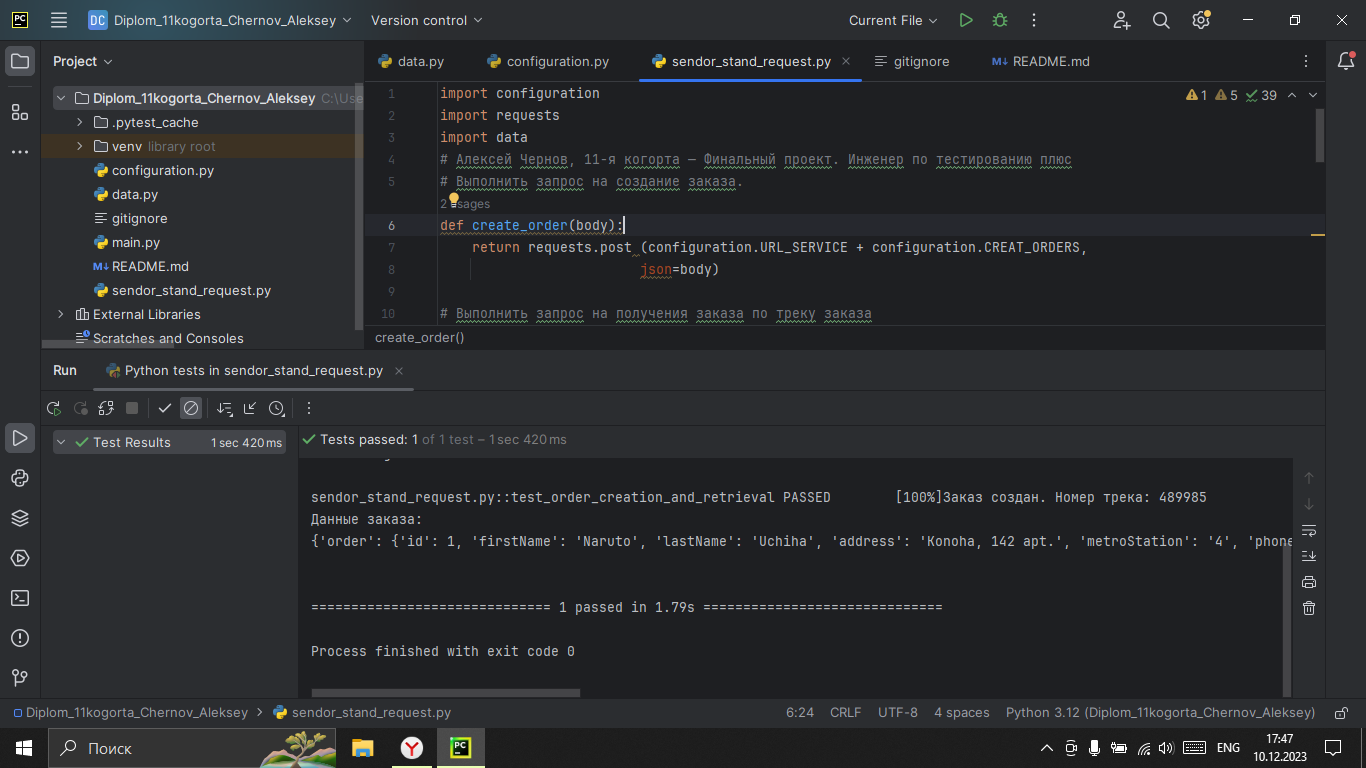 PC
DC Diplom_11kogorta_Chernov_Aleksey Version control Current File
Project
data.py configuration.py sendor_stand_request.py gitignore M↓ README.md
Diplom_11kogorta_Chernov_Aleksey C:\Use
.pytest_cache
venv library root
configuration.py
data.py
gitignore
main.py
M↓ README.md
sendor_stand_request.py
External Libraries
Scratches and Consoles
1 5 39
1 import configuration
2 import requests
3 import data
4 # Алексей Чернов, 11-я когорта — Финальный проект. Инженер по тестированию плюс
5 # Выполнить запрос на создание заказа.
2 sages
6 def create_order(body):
7 return requests.post (configuration.URL_SERVICE + configuration.CREAT_ORDERS,
8 json=body)
9
10 # Выполнить запрос на получения заказа по треку заказа
create_order()
Run Python tests in sendor_stand_request.py
Test Results 1 sec 420 ms
Tests passed: 1 of 1 test – 1 sec 420 ms
sendor_stand_request.py::test_order_creation_and_retrieval PASSED [100%]Заказ создан. Номер трека: 489985
Данные заказа:
{'order': {'id': 1, 'firstName': 'Naruto', 'lastName': 'Uchiha', 'address': 'Konoha, 142 apt.', 'metroStation': '4', 'phone
============================== 1 passed in 1.79s ==============================
Process finished with exit code 0
Diplom_11kogorta_Chernov_Aleksey > sendor_stand_request.py 6:24 CRLF UTF-8 4 spaces Python 3.12 (Diplom_11kogorta_Chernov_Aleksey)
Поиск
Y
PC
ENG
17:47
10.12.2023